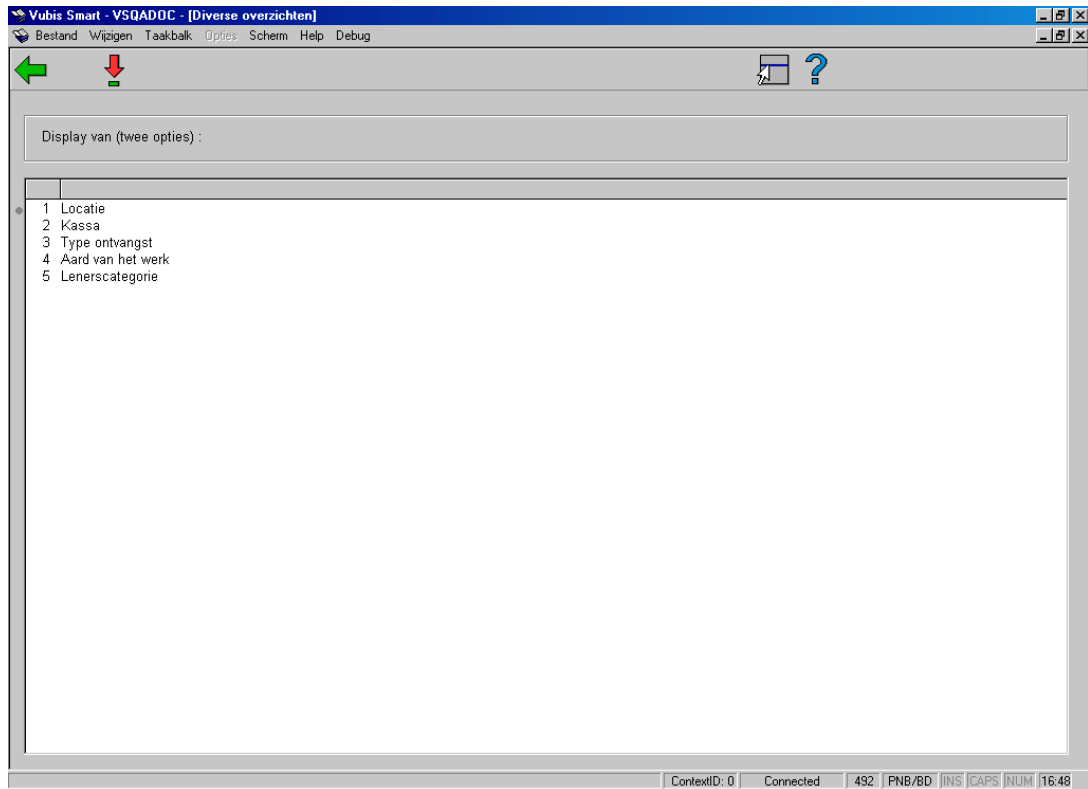 Vubis Smart - VSQADOC - [Diverse overzichten]
Bestand Wijzigen Taakbalk Opties Scherm Help Debug
?
Display van (twee opties) :
1 Locatie
2 Kassa
3 Type ontvangst
4 Aard van het werk
5 Lenerscategorie
ContextID: 0 Connected 492 PNB/BD INS CAPS NUM 16:48